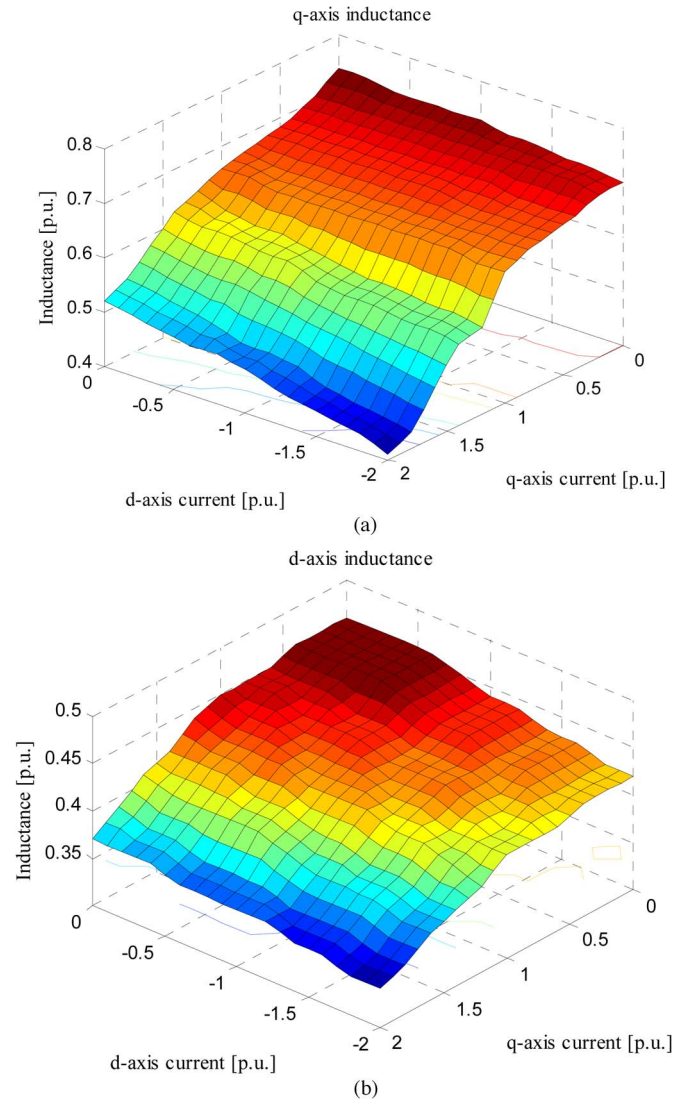 q-axis inductance
0.8
0.7
0.6
0.5
0.4
Inductance [p.u.]
0
-0.5
-1
-1.5
-2
d-axis current [p.u.]
2
1.5
1
0.5
0
q-axis current [p.u.]
(a)
d-axis inductance
0.5
0.45
0.4
0.35
Inductance [p.u.]
0
-0.5
-1
-1.5
-2
d-axis current [p.u.]
2
1.5
1
0.5
0
q-axis current [p.u.]
(b)